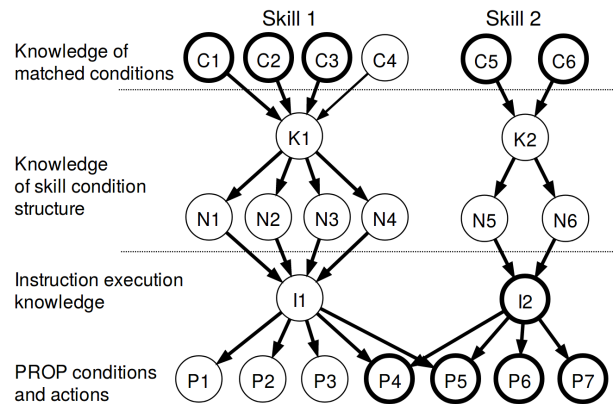 Skill 1 Skill 2
Knowledge of
matched conditions
C1 C2 C3 C4 C5 C6
K1 K2
Knowledge
of skill condition
structure
N1 N2 N3 N4 N5 N6
Instruction execution
knowledge
I1 I2
PROP conditions
and actions
P1 P2 P3 P4 P5 P6 P7